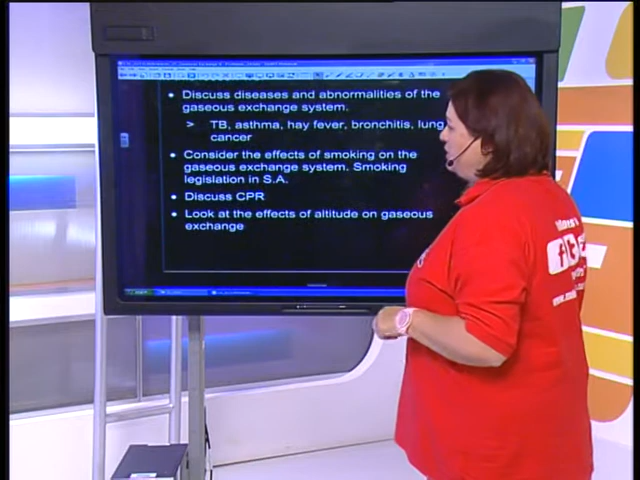 • Discuss diseases and abnormalities of the
gaseous exchange system.
➢ TB, asthma, hay fever, bronchitis, lung
cancer
• Consider the effects of smoking on the
gaseous exchange system. Smoking
legislation in S.A.
• Discuss CPR
• Look at the effects of altitude on gaseous
exchange